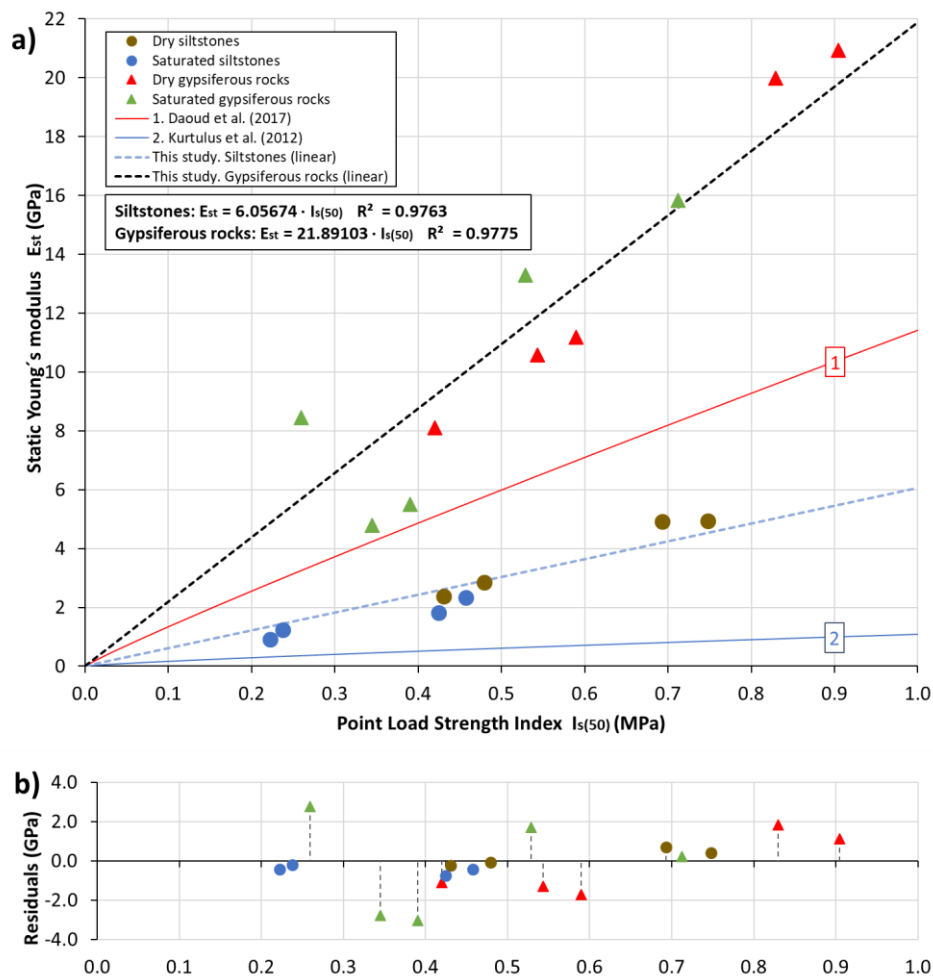 a)
22
20
18
16
14
12
10
8
6
4
2
0
Static Young´s modulus Est (GPa)
Dry siltstones
Saturated siltstones
Dry gypsiferous rocks
Saturated gypsiferous rocks
1. Daoud et al. (2017)
2. Kurtulus et al. (2012)
This study. Siltstones (linear)
This study. Gypsiferous rocks (linear)
Siltstones: Est = 6.05674 · Is(50) R² = 0.9763
Gypsiferous rocks: Est = 21.89103 · Is(50) R² = 0.9775
1
2
0.0 0.1 0.2 0.3 0.4 0.5 0.6 0.7 0.8 0.9 1.0
Point Load Strength Index Is(50) (MPa)
b)
4.0
2.0
0.0
-2.0
-4.0
Residuals (GPa)
0.0 0.1 0.2 0.3 0.4 0.5 0.6 0.7 0.8 0.9 1.0